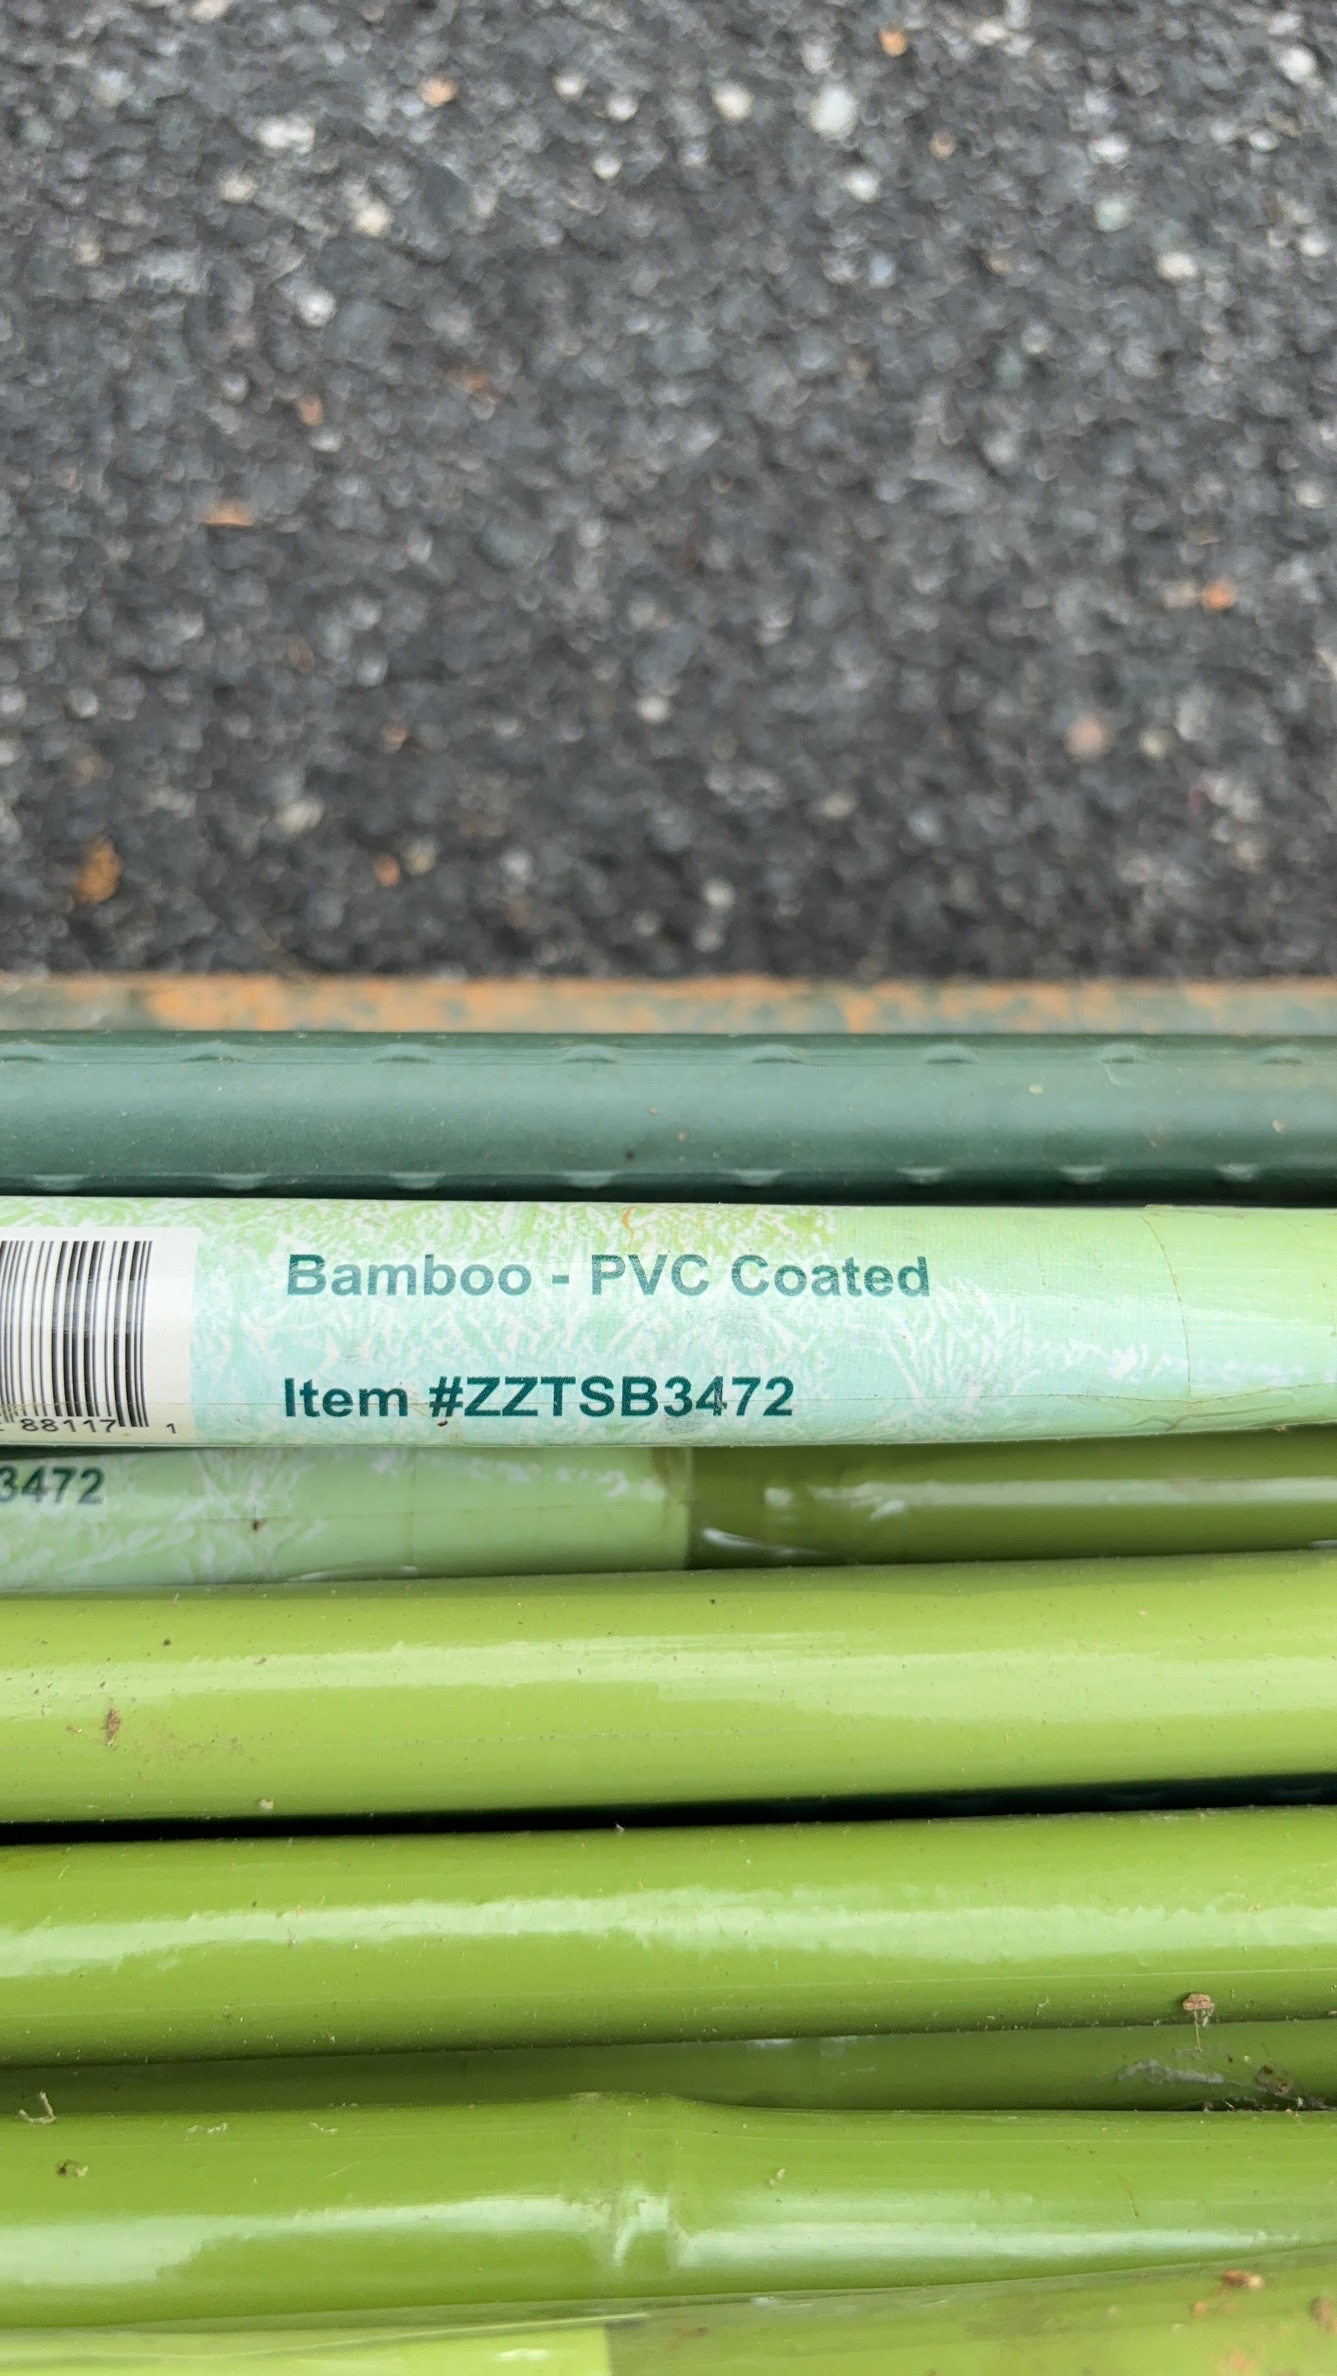 Bamboo - PVC Coated
Item #ZZTSB3472
88117 1
3472